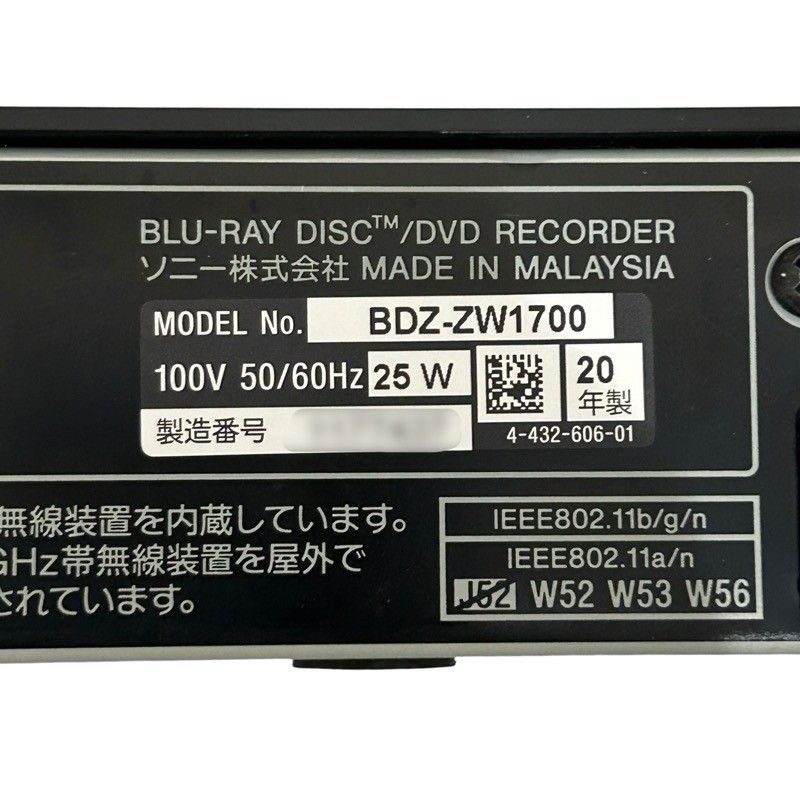 BLU-RAY DISC™/DVD RECORDER
ソニー株式会社 MADE IN MALAYSIA
MODEL No. BDZ-ZW1700
100V 50/60Hz 25 W
20
年製
製造番号
4-432-606-01
無線装置を内蔵しています。
GHz帯無線装置を屋外で
されています。
IEEE802.11b/g/n
IEEE802.11a/n
J52 W52 W53 W56